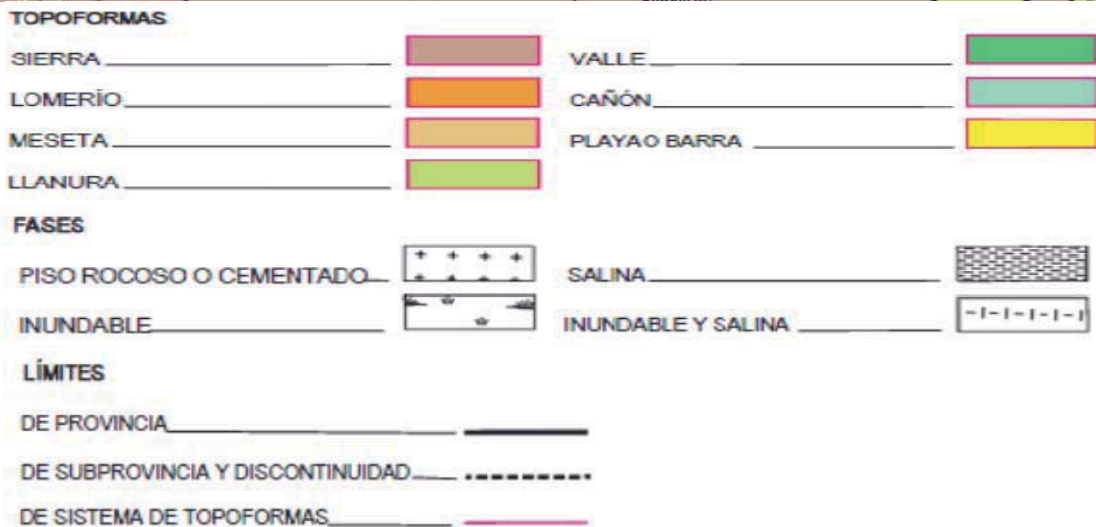 TOPOFORMAS
SIERRA
VALLE
LOMERÍO
CAÑÓN
MESETA
PLAYA O BARRA
LLANURA
FASES
PISO ROCOSO O CEMENTADO
SALINA
INUNDABLE
INUNDABLE Y SALINA
LÍMITES
DE PROVINCIA
DE SUBPROVINCIA Y DISCONTINUIDAD
DE SISTEMA DE TOPOFORMAS